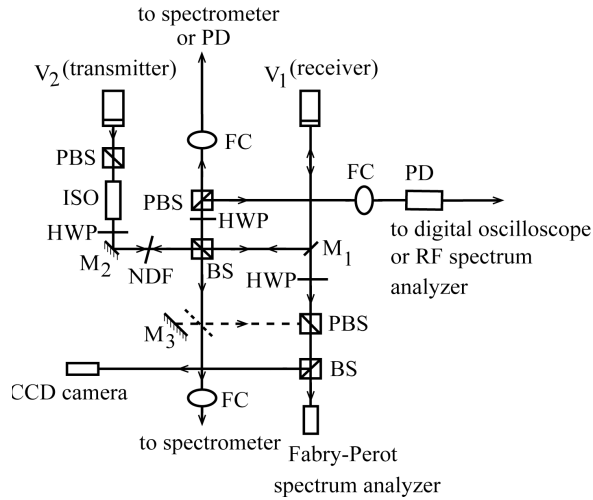 to spectrometer
or PD
V2 (transmitter)
V1 (receiver)
FC
PBS
FC
PD
ISO
PBS
HWP
to digital oscilloscope
or RF spectrum
analyzer
HWP
M2
NDF
BS
M1
HWP
M3
PBS
BS
CCD camera
FC
to spectrometer
Fabry-Perot
spectrum analyzer